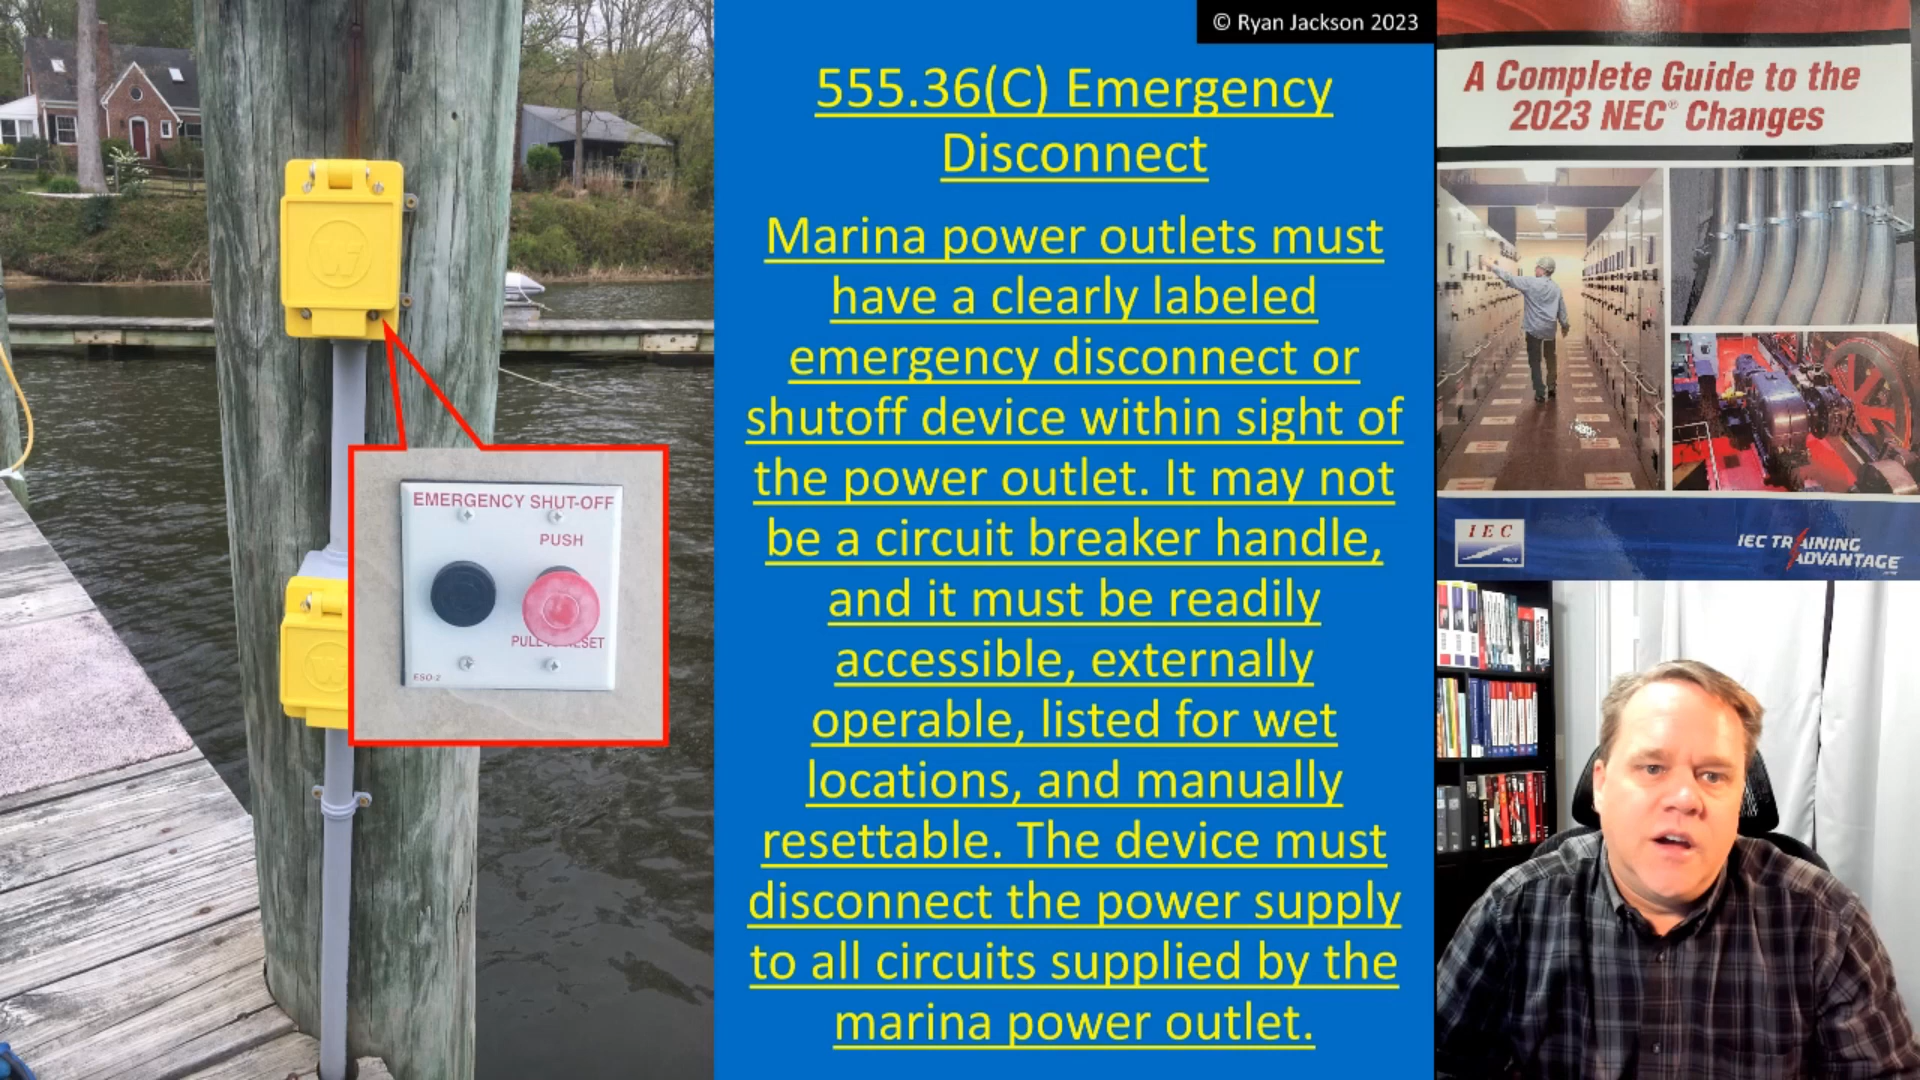 © Ryan Jackson 2023
555.36(C) Emergency
Disconnect
Marina power outlets must
have a clearly labeled
emergency disconnect or
shutoff device within sight of
the power outlet. It may not
be a circuit breaker handle,
and it must be readily
accessible, externally
operable, listed for wet
locations, and manually
resettable. The device must
disconnect the power supply
to all circuits supplied by the
marina power outlet.
EMERGENCY SHUT-OFF
PUSH
PULL
ESO-2
A Complete Guide to the
2023 NEC® Changes
IEC
IEC TRAINING
ADVANTAGE